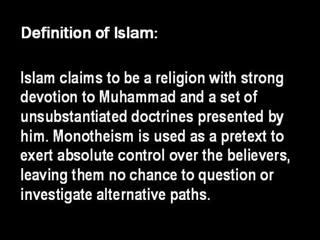 Definition of Islam:
Islam claims to be a religion with strong
devotion to Muhammad and a set of
unsubstantiated doctrines presented by
him. Monotheism is used as a pretext to
exert absolute control over the believers,
leaving them no chance to question or
investigate alternative paths.